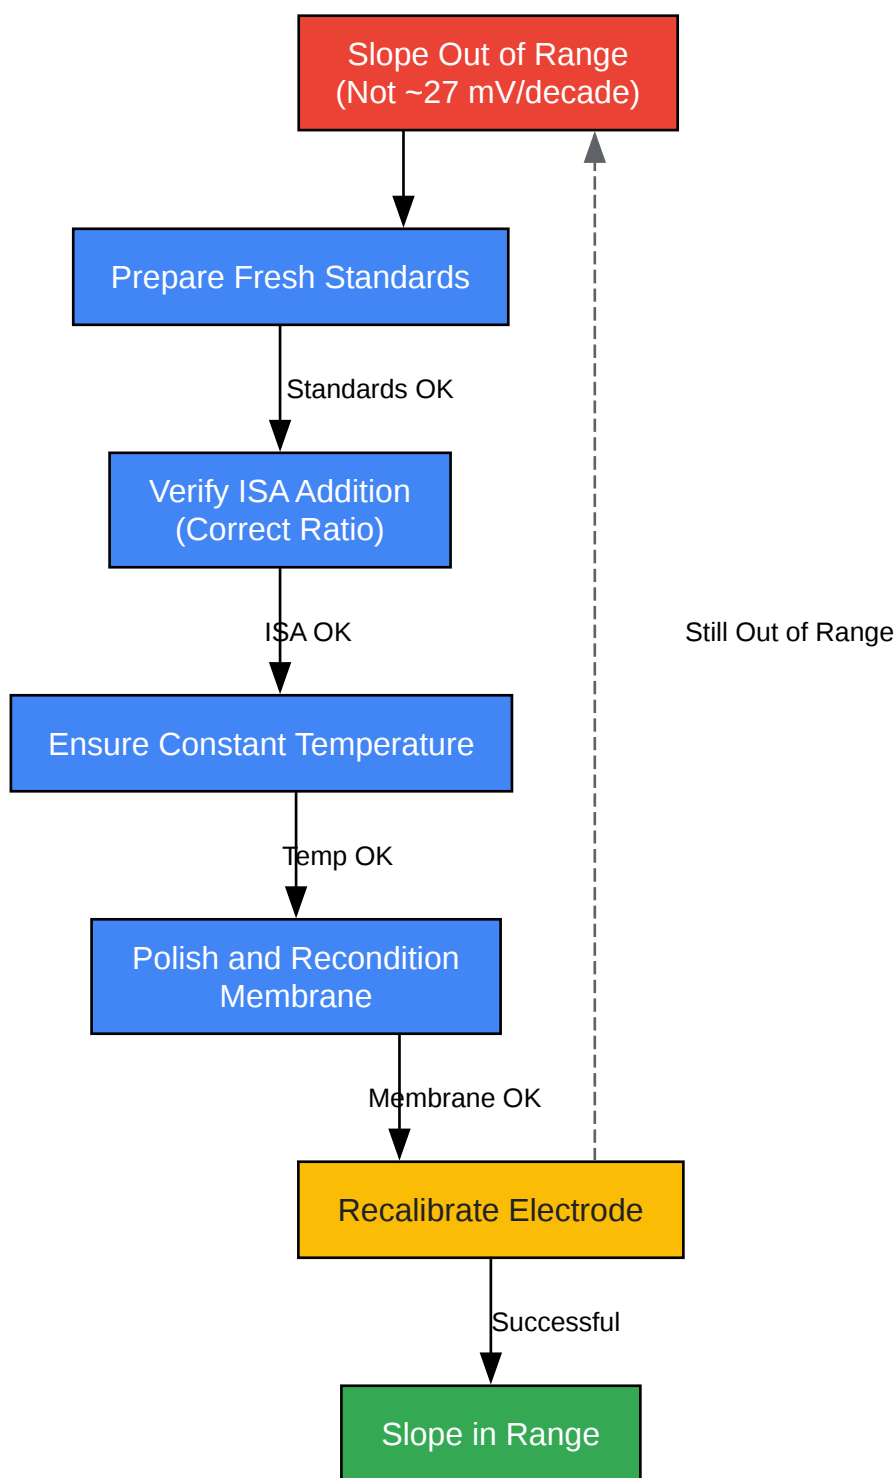 Slope Out of Range
(Not ~27 mV/decade)
Prepare Fresh Standards
Standards OK
Verify ISA Addition
(Correct Ratio)
ISA OK
Still Out of Range
Ensure Constant Temperature
Temp OK
Polish and Recondition
Membrane
Membrane OK
Recalibrate Electrode
Successful
Slope in Range